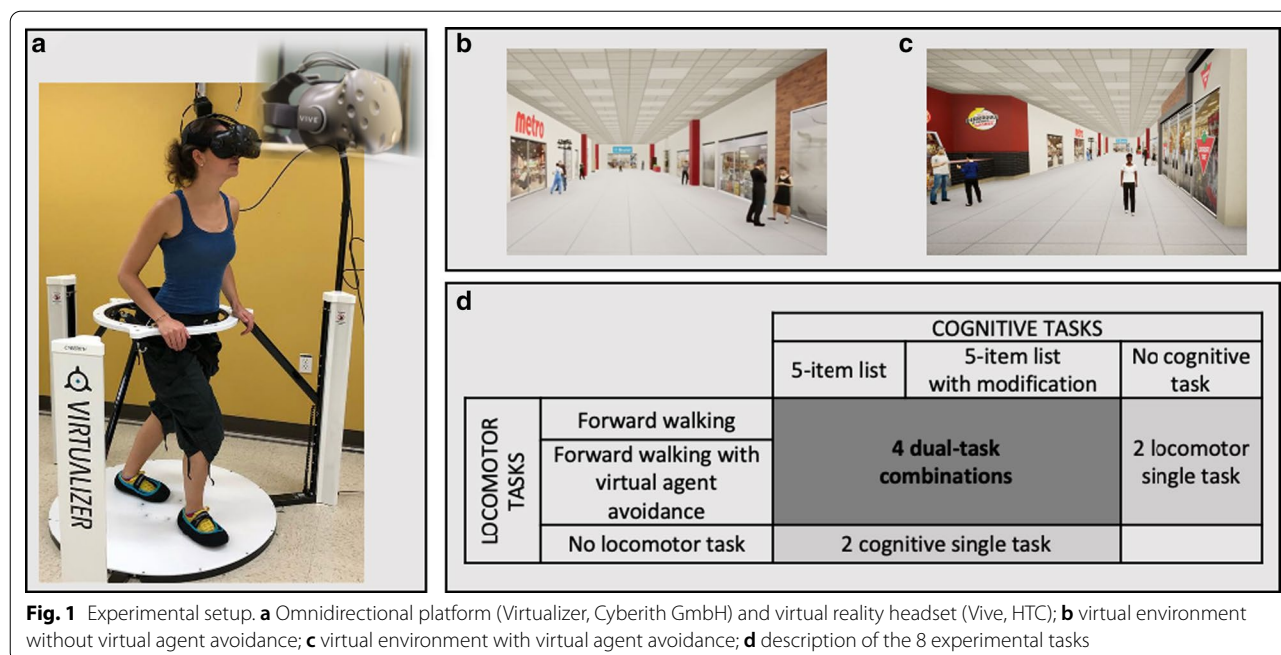 a
VIVE
CYBERITH
VIRTUALIZER
b
metro
c
metro
d
COGNITIVE TASKS
5-item list
5-item list
with modification
No cognitive
task
LOCOMOTOR
TASKS
Forward walking
Forward walking with
virtual agent
avoidance
No locomotor task
4 dual-task
combinations
2 locomotor
single task
2 cognitive single task
Fig. 1 Experimental setup. a Omnidirectional platform (Virtualizer, Cyberith GmbH) and virtual reality headset (Vive, HTC); b virtual environment
without virtual agent avoidance; c virtual environment with virtual agent avoidance; d description of the 8 experimental tasks